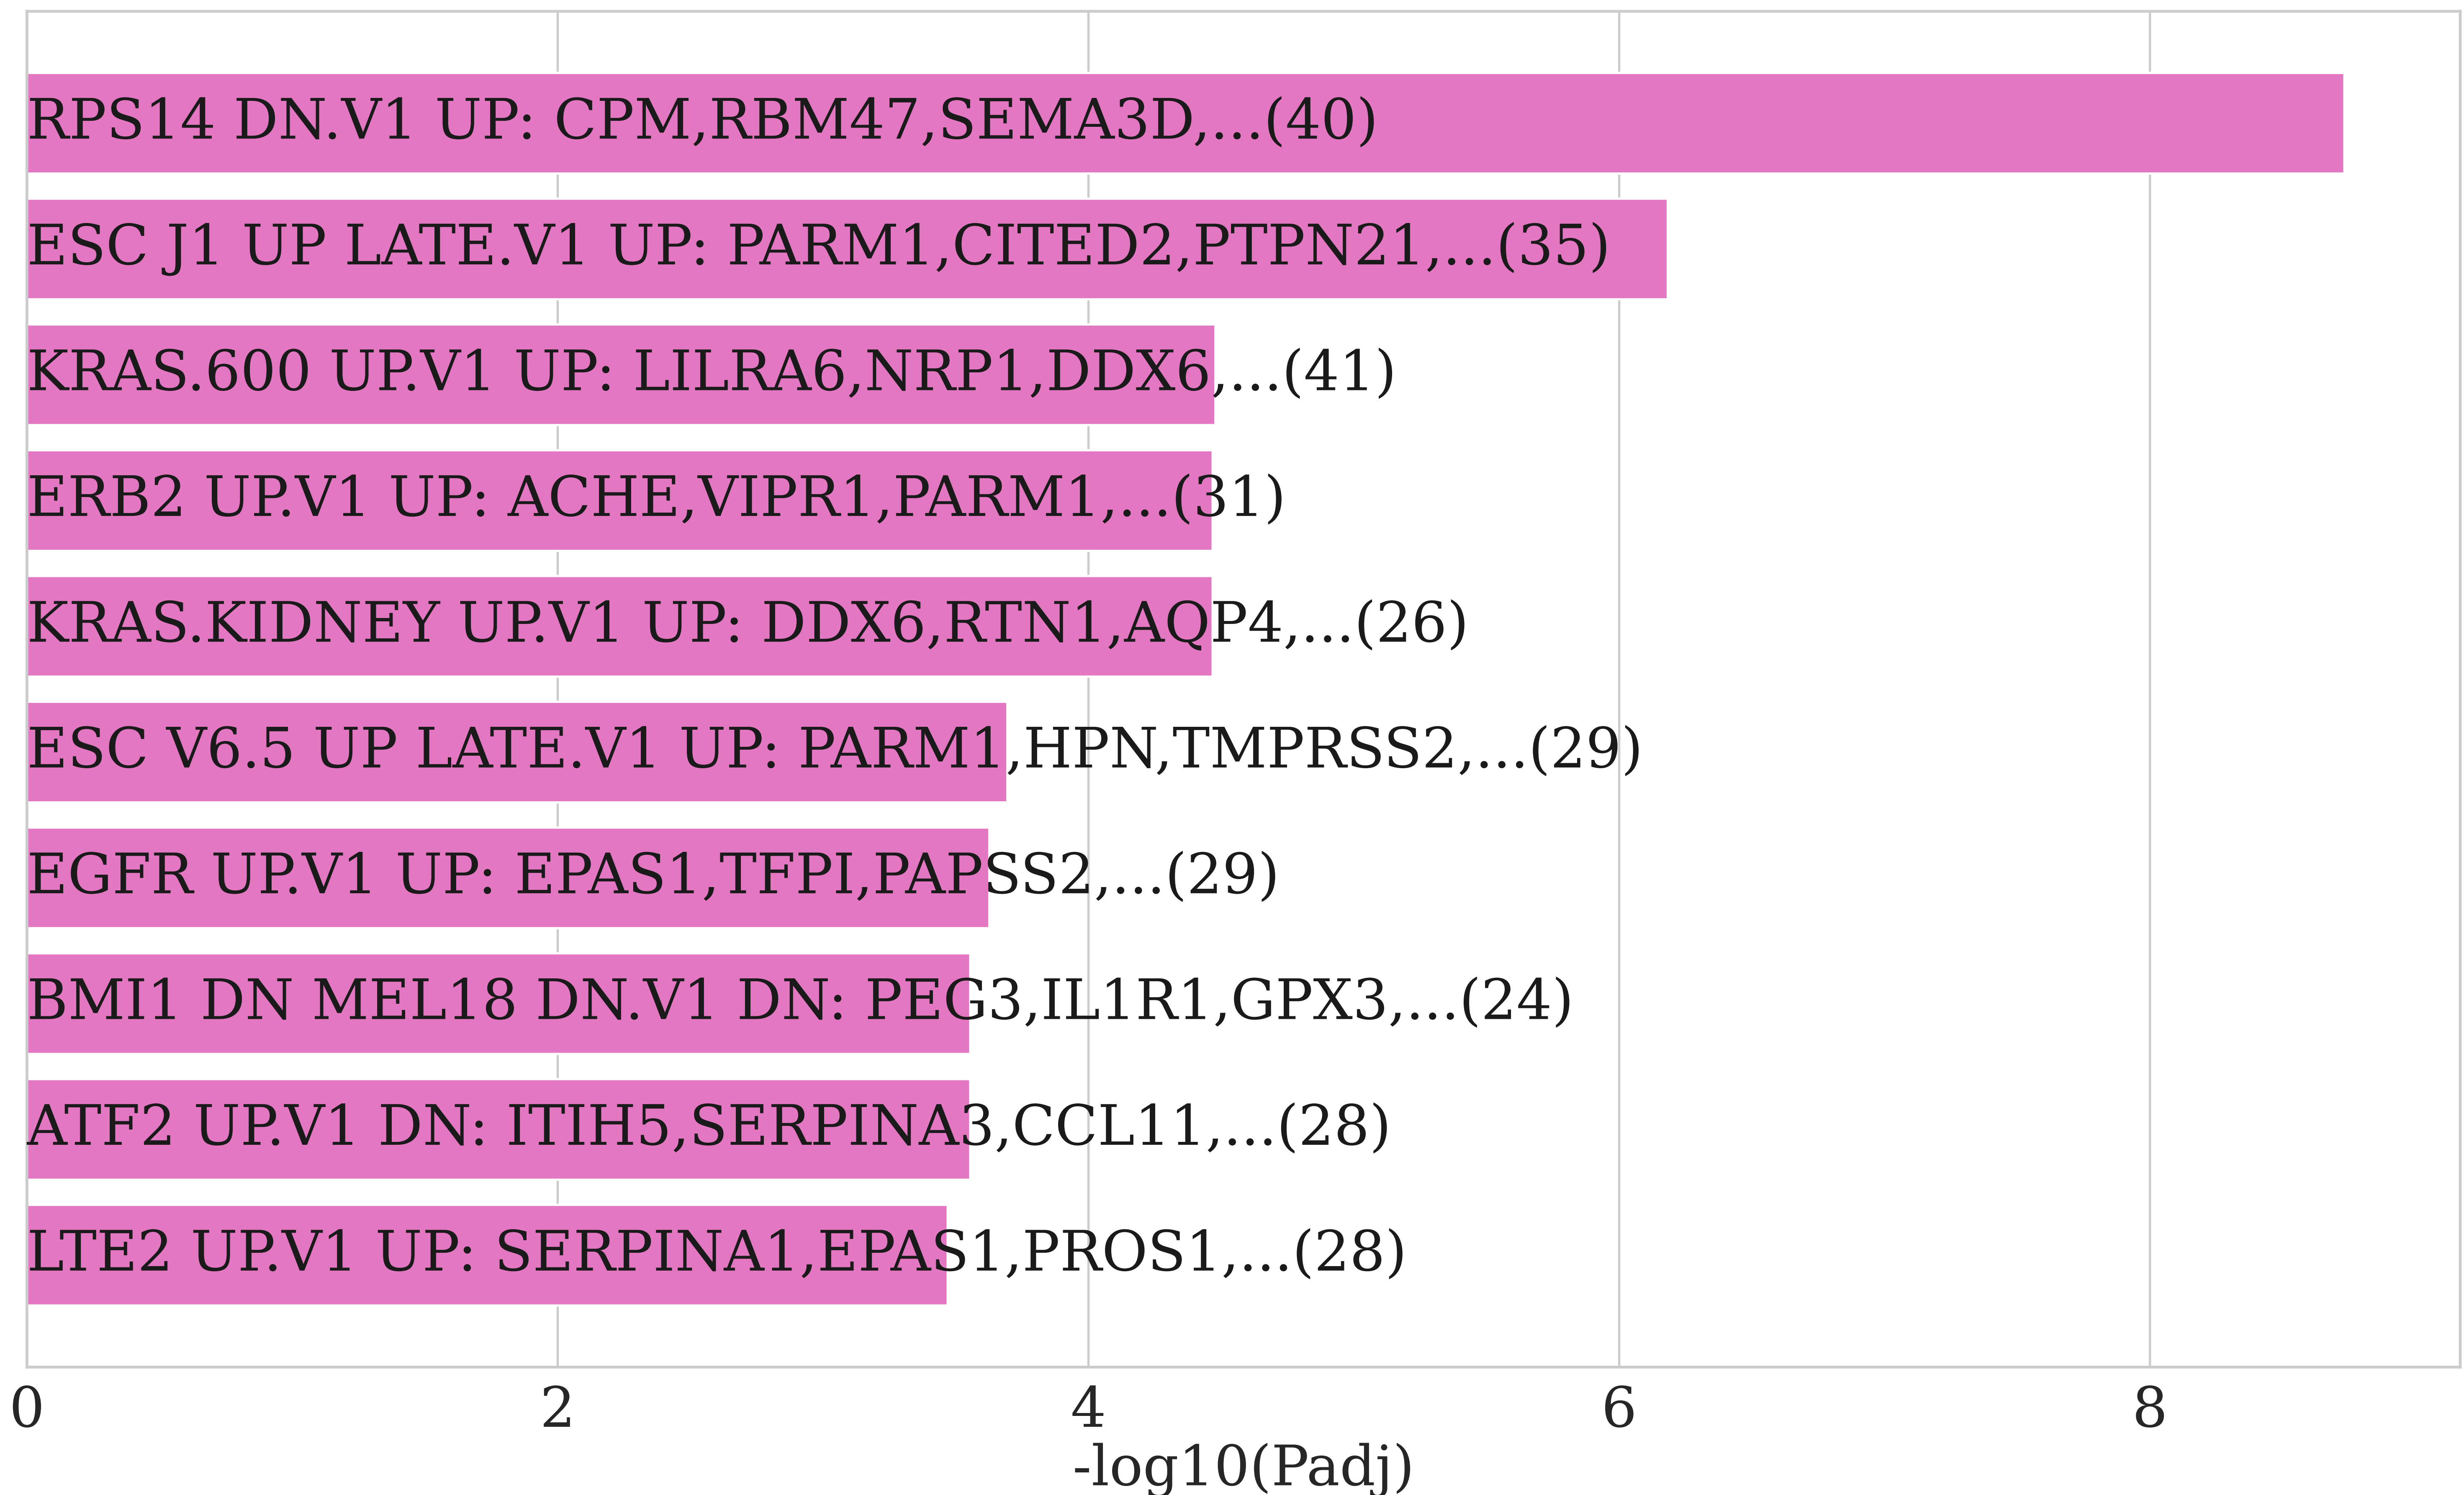 RPS14 DN.V1 UP: CPM,RBM47,SEMA3D,...(40)
ESC J1 UP LATE.V1 UP: PARM1,CITED2,PTPN21,...(35)
KRAS.600 UP.V1 UP: LILRA6,NRP1,DDX6,...(41)
ERB2 UP.V1 UP: ACHE,VIPR1,PARM1,...(31)
KRAS.KIDNEY UP.V1 UP: DDX6,RTN1,AQP4,...(26)
ESC V6.5 UP LATE.V1 UP: PARM1,HPN,TMPRSS2,...(29)
EGFR UP.V1 UP: EPAS1,TFPI,PAPSS2,...(29)
BMI1 DN MEL18 DN.V1 DN: PEG3,IL1R1,GPX3,...(24)
ATF2 UP.V1 DN: ITIH5,SERPINA3,CCL11,...(28)
LTE2 UP.V1 UP: SERPINA1,EPAS1,PROS1,...(28)
0 2 4 6 8
-log10(Padj)